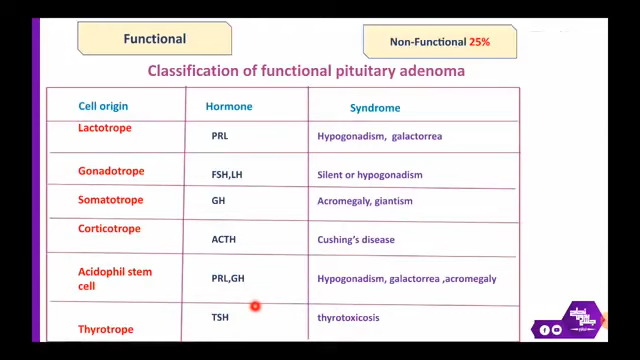 Functional
Non-Functional 25%
Classification of functional pituitary adenoma
Cell origin Hormone Syndrome
Lactotrope PRL Hypogonadism, galactorrea
Gonadotrope FSH,LH Silent or hypogonadism
Somatotrope GH Acromegaly, giantism
Corticotrope ACTH Cushing's disease
Acidophil stem
cell PRL,GH Hypogonadism, galactorrea ,acromegaly
Thyrotrope TSH thyrotoxicosis